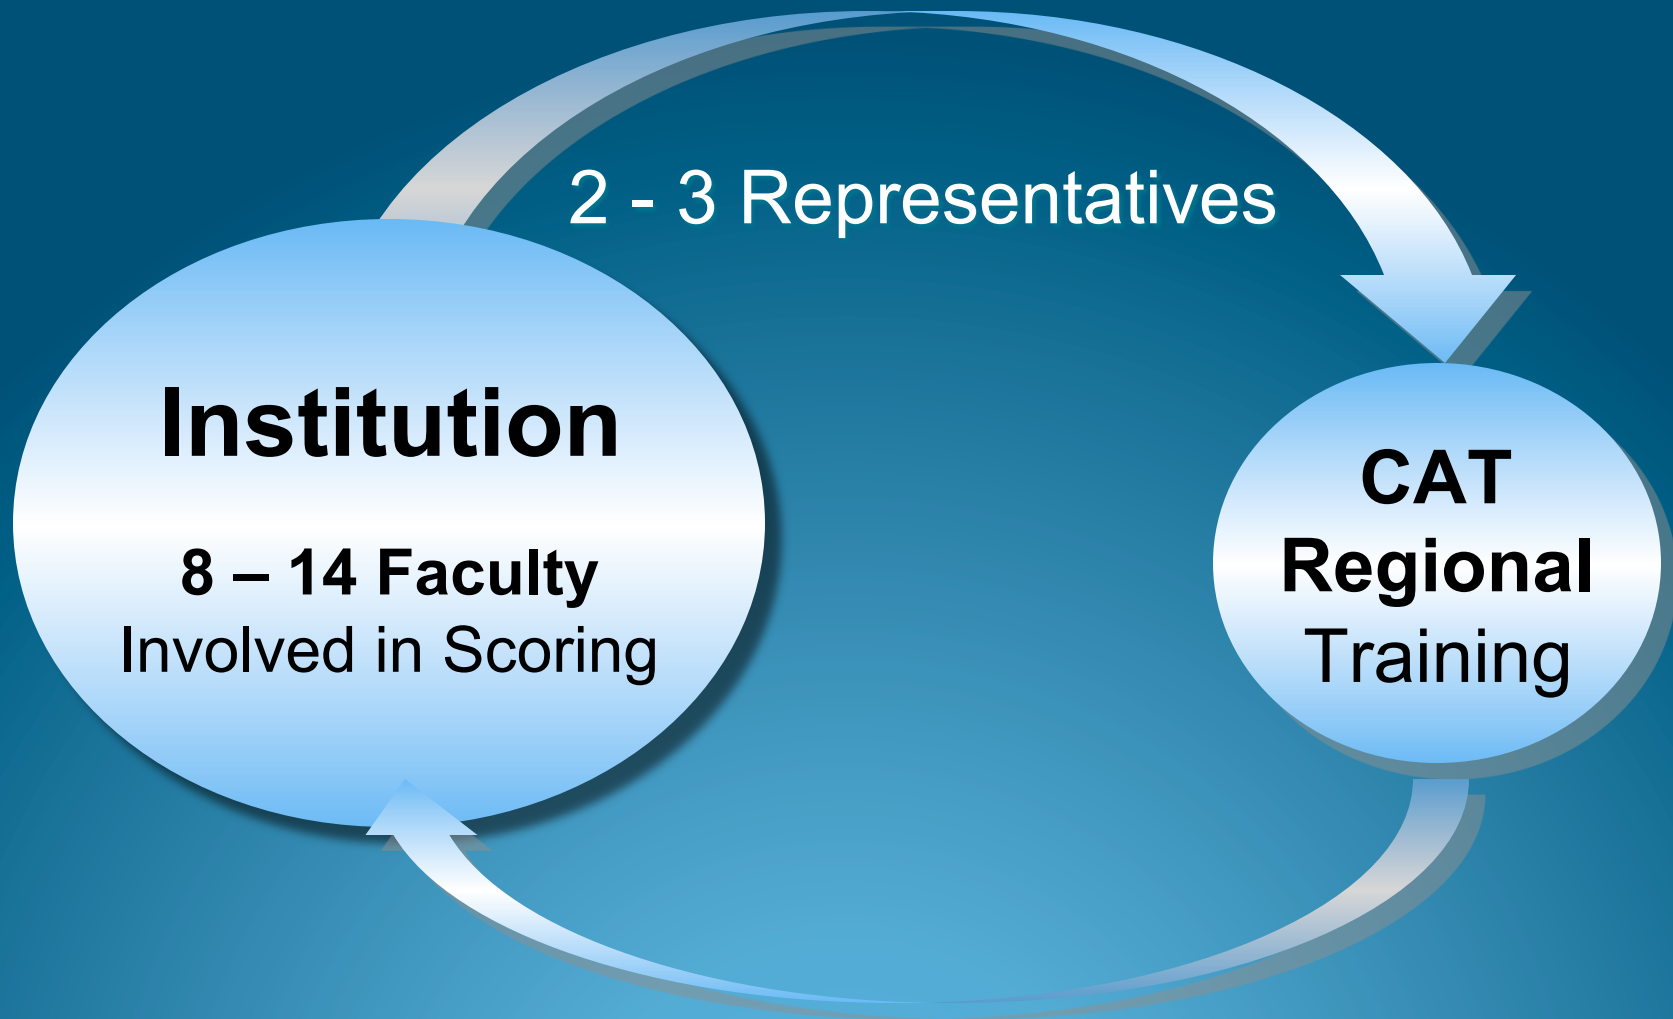 2 - 3 Representatives
Institution
8 – 14 Faculty
Involved in Scoring
CAT
Regional
Training